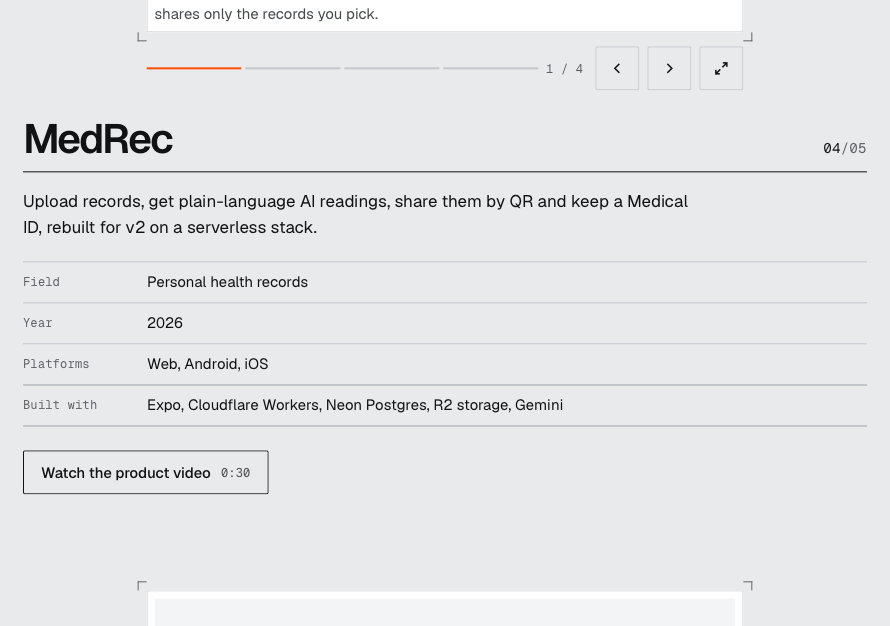 shares only the records you pick.
1 / 4
MedRec
04/05
Upload records, get plain-language AI readings, share them by QR and keep a Medical
ID, rebuilt for v2 on a serverless stack.
Field Personal health records
Year 2026
Platforms Web, Android, iOS
Built with Expo, Cloudflare Workers, Neon Postgres, R2 storage, Gemini
Watch the product video 0:30